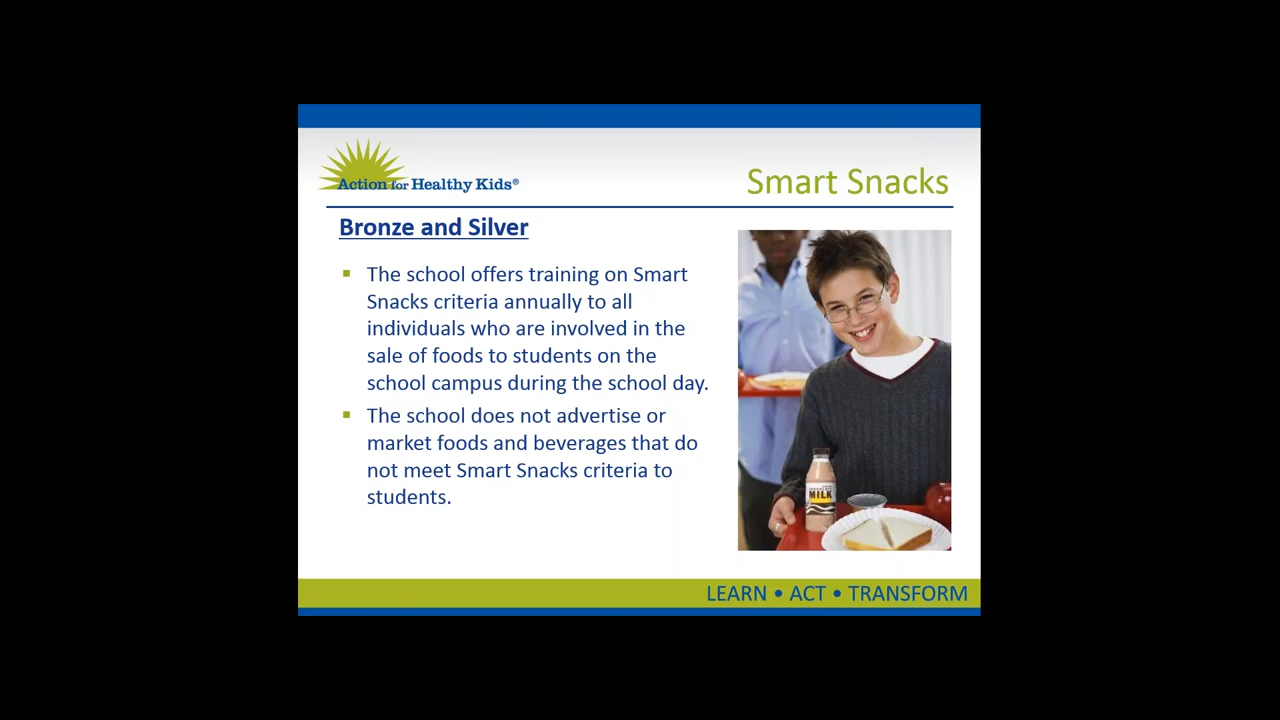 Action for Healthy Kids®
Smart Snacks
Bronze and Silver
The school offers training on Smart
Snacks criteria annually to all
individuals who are involved in the
sale of foods to students on the
school campus during the school day.
The school does not advertise or
market foods and beverages that do
not meet Smart Snacks criteria to
students.
MILK
LEARN • ACT • TRANSFORM